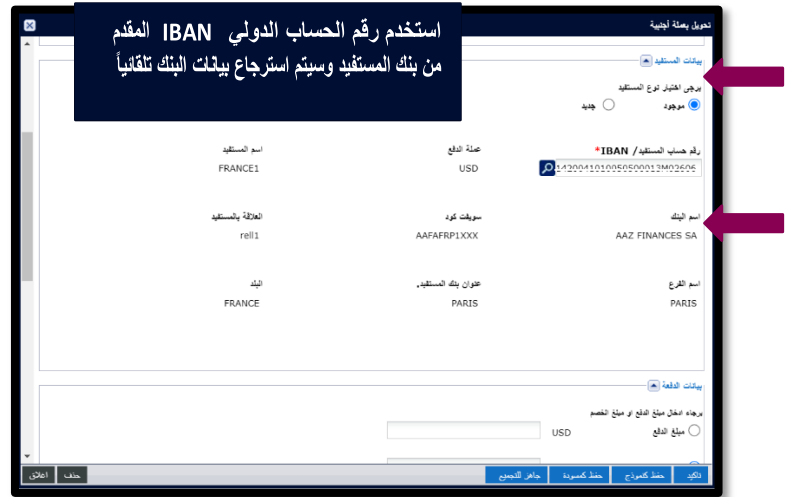 تحويل بعملة أجنبية
استخدم رقم الحساب الدولي IBAN المقدم
من بنك المستفيد وسيتم استرجاع بيانات البنك تلقائياً
بيانات المستفيد
يرجى اختيار نوع المستفيد
موجود جديد
رقم حساب المستفيد/ IBAN* عملة الدفع اسم المستفيد
1420041010050500013M02606 USD FRANCE1
اسم البنك سويفت كود العلاقة بالمستفيد
AAZ FINANCES SA AAFAFRP1XXX rell1
اسم الفرع عنوان بنك المستفيد. البلد
PARIS PARIS FRANCE
بيانات الدفعة
برجاء ادخال مبلغ الدفع او مبلغ الخصم
مبلغ الدفع USD
تاكيد حفظ كنموذج حفظ كمسودة جاهز للتجميع حذف اغلاق